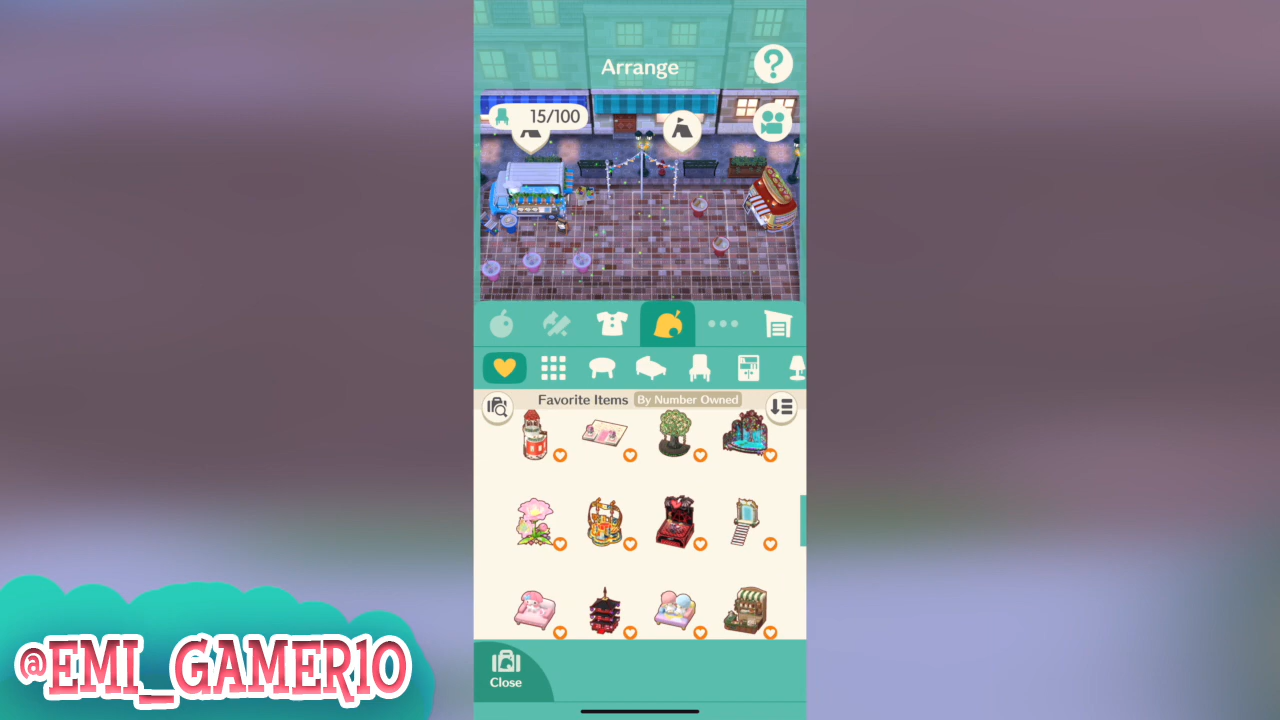 Arrange
15/100
Favorite Items By Number Owned
Close
@EMI_GAMER10